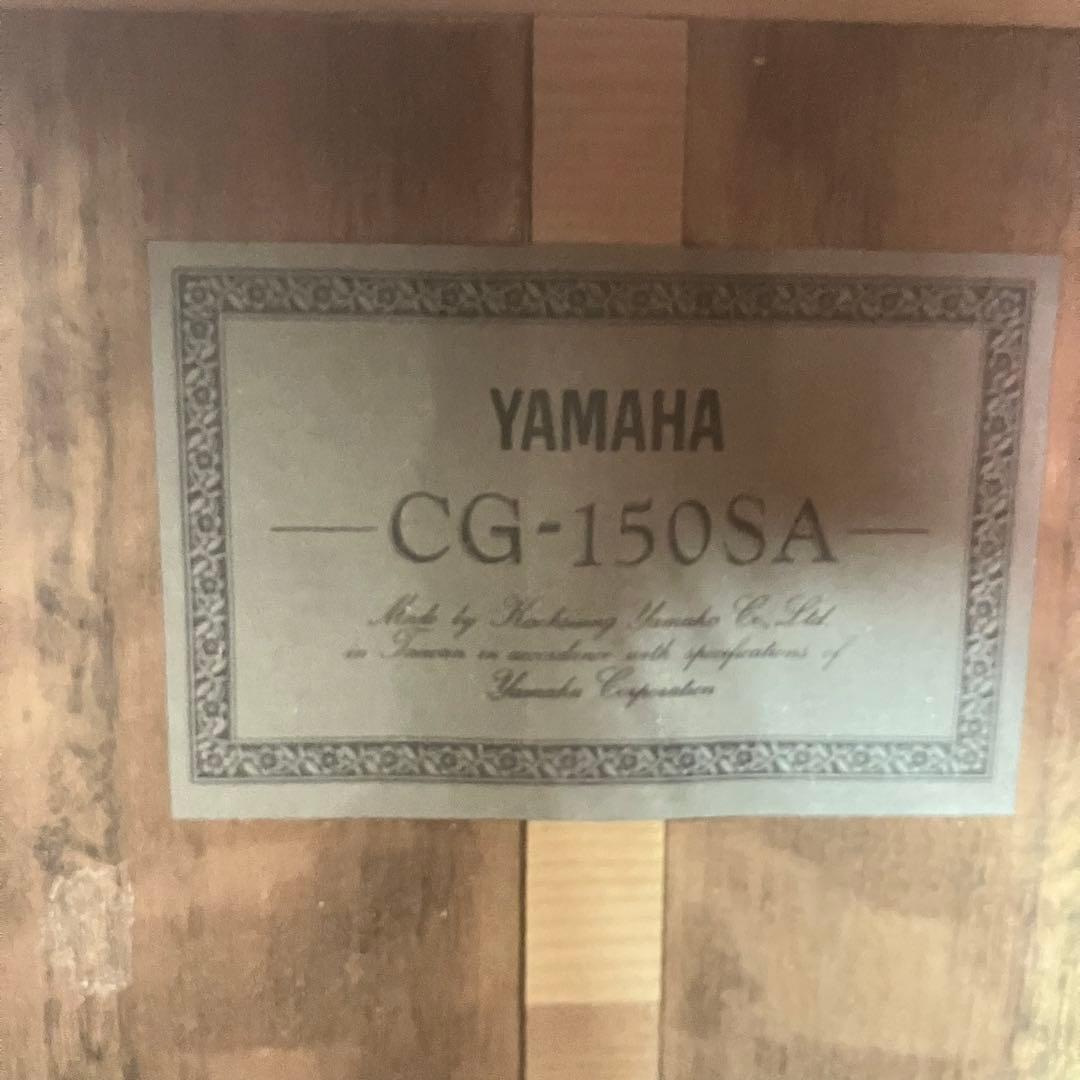 YAMAHA
CG-150SA
Made by Kaohsiung Yamaha Co., Ltd.
in Taiwan in accordance with specifications of
Yamaha Corporation